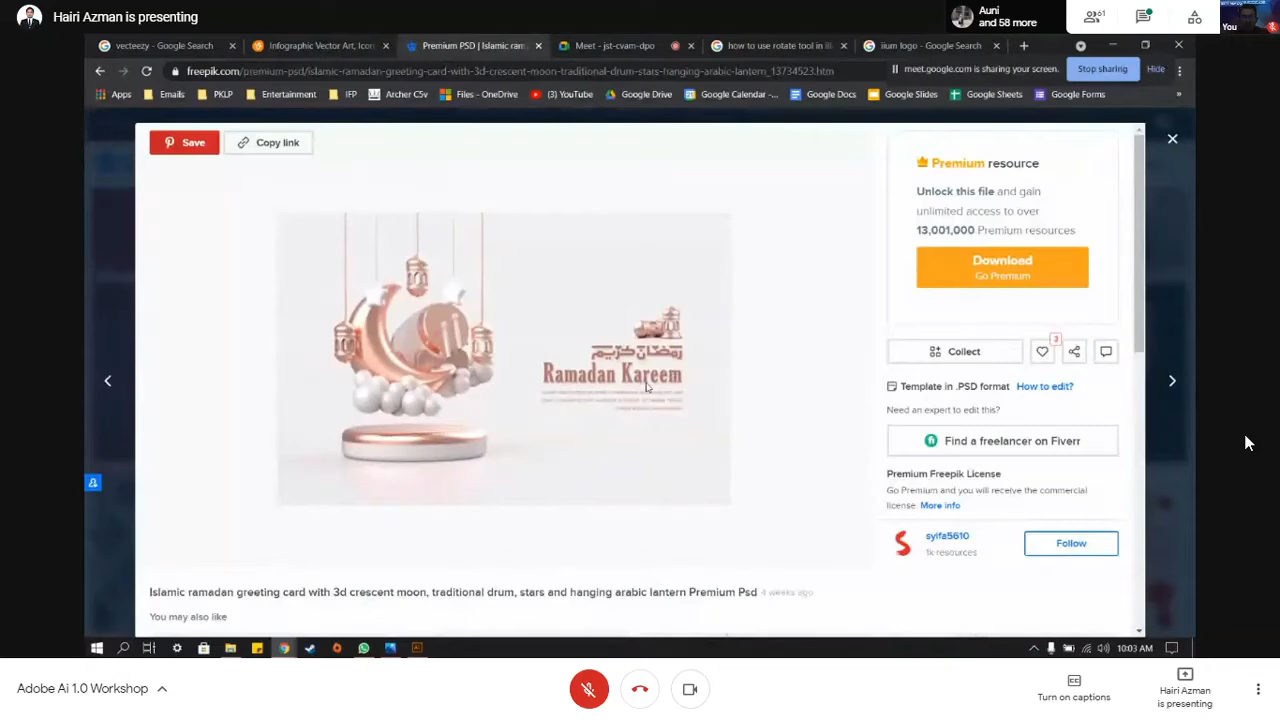 Hairi Azman is presenting
Auni
and 58 more
61
You
vecteezy - Google Search
Infographic Vector Art, Icon
Premium PSD | Islamic ram
Meet - jst-cvam-dpo
how to use rotate tool in ill
iium logo - Google Search
freepik.com/premium-psd/islamic-ramadan-greeting-card-with-3d-crescent-moon-traditional-drum-stars-hanging-arabic-lantern_13734523.htm
meet.google.com is sharing your screen.
Stop sharing
Hide
Apps
Emails
PKLP
Entertainment
IFP
Archer C5v
Files - OneDrive
(3) YouTube
Google Drive
Google Calendar -...
Google Docs
Google Slides
Google Sheets
Google Forms
»
Save
Copy link
Premium resource
Unlock this file and gain
unlimited access to over
13,001,000 Premium resources
Download
Go Premium
رمضان كريم
Ramadan Kareem
Collect
3
Template in .PSD format How to edit?
Need an expert to edit this?
Find a freelancer on Fiverr
Premium Freepik License
Go Premium and you will receive the commercial
license. More info
syifa5610
1k resources
Follow
Islamic ramadan greeting card with 3d crescent moon, traditional drum, stars and hanging arabic lantern Premium Psd 4 weeks ago
You may also like
10:03 AM
Adobe Ai 1.0 Workshop
Turn on captions
Hairi Azman
is presenting